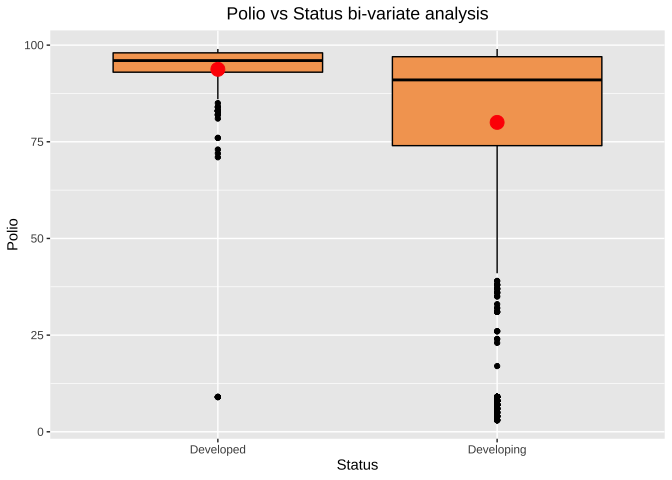 Polio vs Status bi-variate analysis
100
75
50
25
0
Polio
Developed
Developing
Status